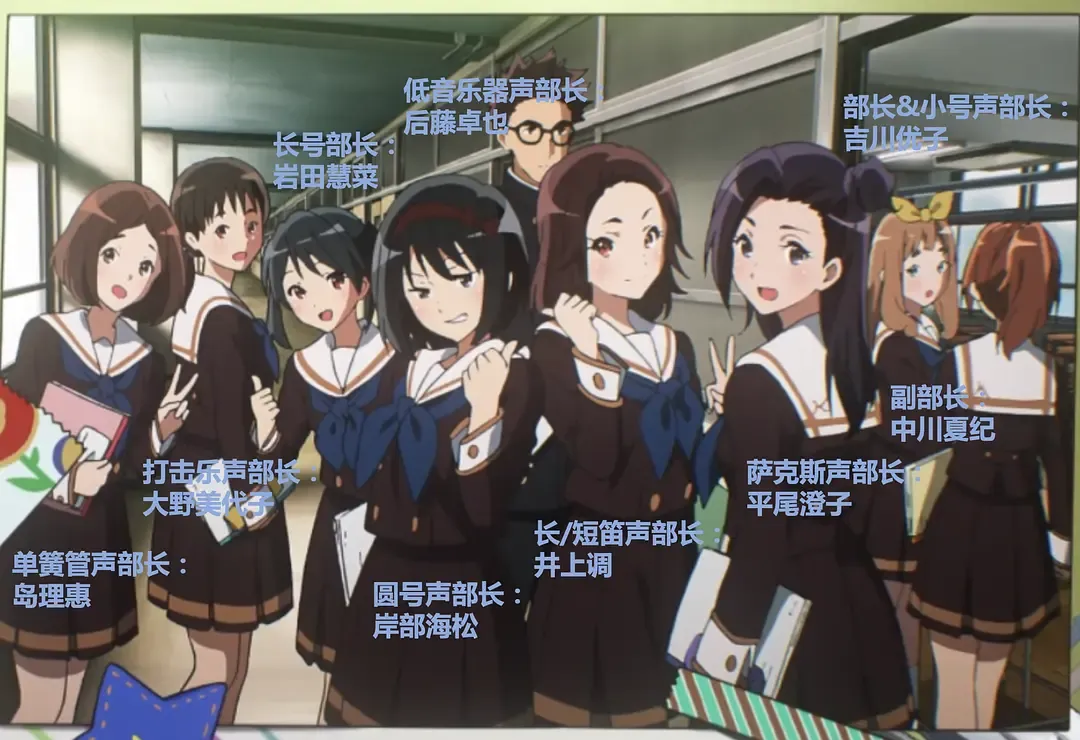 低音乐器声部长：
后藤卓也
部长&小号声部长：
吉川优子
长号部长：
岩田慧菜
副部长：
中川夏纪
打击乐声部长：
大野美代子
萨克斯声部长：
平尾澄子
长/短笛声部长：
井上调
单簧管声部长：
岛理惠
圆号声部长：
岸部海松